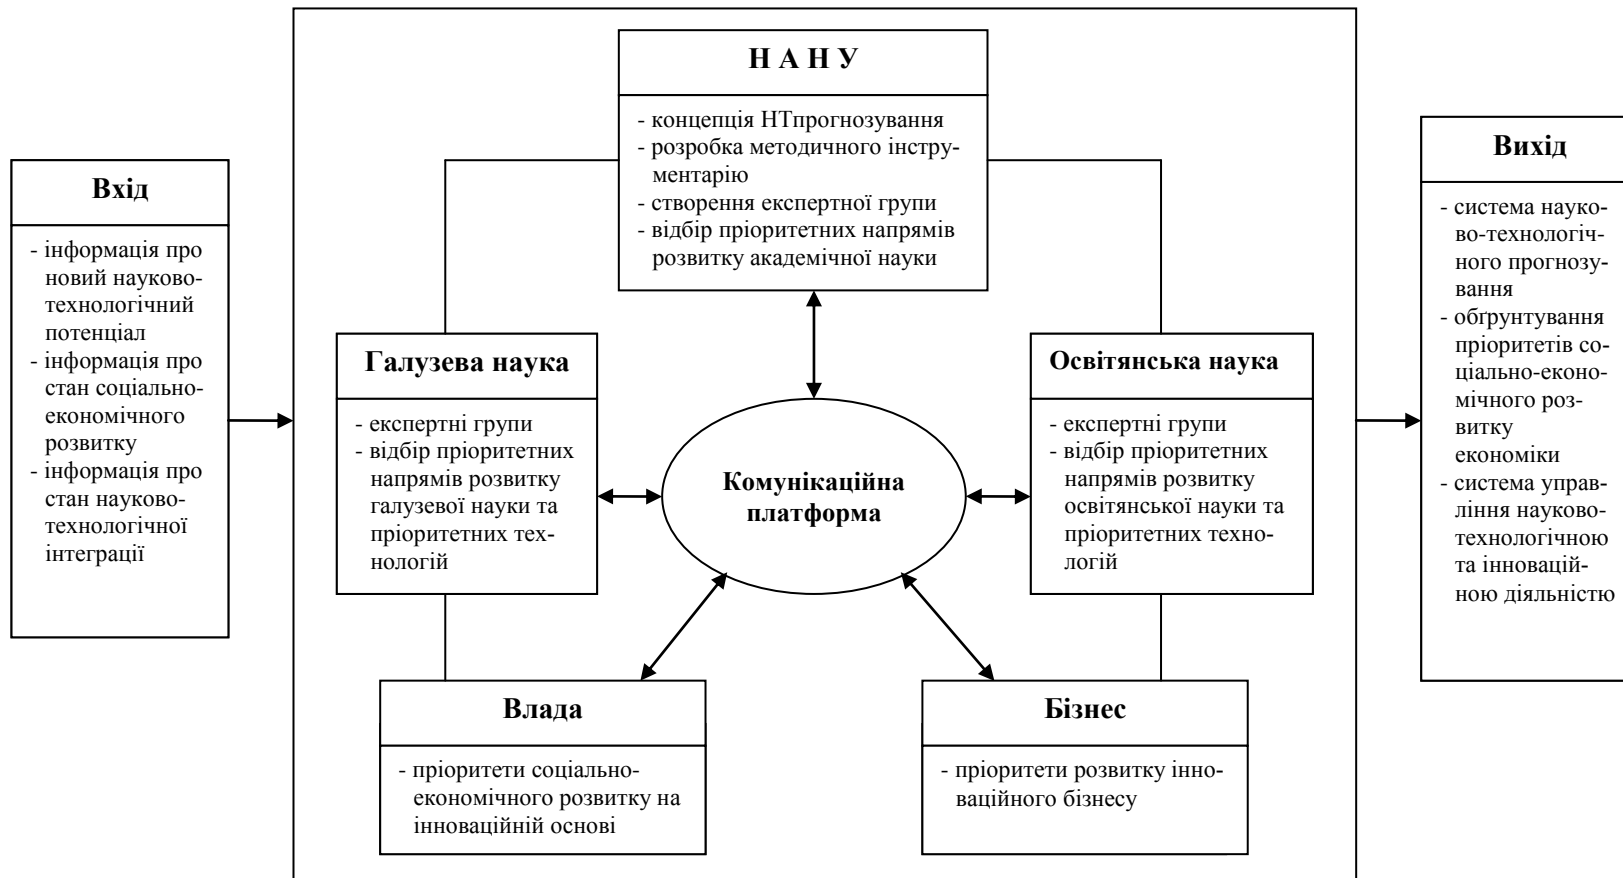 Вхід
- інформація про
новий науково-
технологічний
потенціал
- інформація про
стан соціально-
економічного
розвитку
- інформація про
стан науково-
технологічної
інтеграції
Н А Н У
- концепція НТпрогнозування
- розробка методичного інстру-
ментарію
- створення експертної групи
- відбір пріоритетних напрямів
розвитку академічної науки
Галузева наука
- експертні групи
- відбір пріоритетних
напрямів розвитку
галузевої науки та
пріоритетних тех-
нологій
Комунікаційна
платформа
Освітянська наука
- експертні групи
- відбір пріоритетних
напрямів розвитку
освітянської науки та
пріоритетних техно-
логій
Влада
- пріоритети соціально-
економічного розвитку на
інноваційній основі
Бізнес
- пріоритети розвитку інно-
ваційного бізнесу
Вихід
- система науко-
во-технологіч-
ного прогнозу-
вання
- обґрунтування
пріоритетів со-
ціально-еконо-
мічного роз-
витку
економіки
- система управ-
ління науково-
технологічною
та інновацій-
ною діяльністю